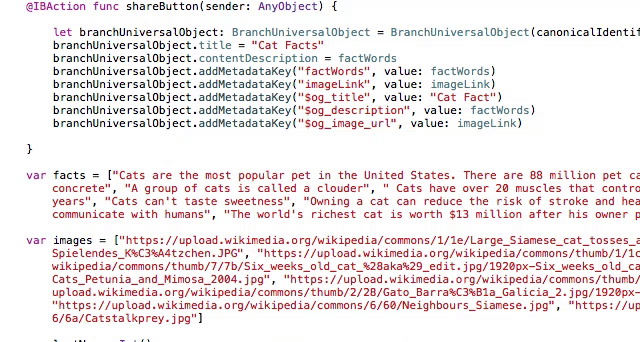 @IBAction func shareButton(sender: AnyObject) {
let branchUniversalObject: BranchUniversalObject = BranchUniversalObject(canonicalIdentif
branchUniversalObject.title = "Cat Facts"
branchUniversalObject.contentDescription = factWords
branchUniversalObject.addMetadataKey("factWords", value: factWords)
branchUniversalObject.addMetadataKey("imageLink", value: imageLink)
branchUniversalObject.addMetadataKey("$og_title", value: "Cat Fact")
branchUniversalObject.addMetadataKey("$og_description", value: factWords)
branchUniversalObject.addMetadataKey("$og_image_url", value: imageLink)
}
var facts = ["Cats are the most popular pet in the United States. There are 88 million pet ca
concrete", "A group of cats is called a clouder", " Cats have over 20 muscles that contro
years", "Cats can't taste sweetness", "Owning a cat can reduce the risk of stroke and hea
communicate with humans", "The world's richest cat is worth $13 million after his owner p
var images = ["https://upload.wikimedia.org/wikipedia/commons/1/1e/Large_Siamese_cat_tosses_a
Spielendes_K%C3%A4tzchen.JPG", "https://upload.wikimedia.org/wikipedia/commons/thumb/1/1c
wikipedia/commons/thumb/7/7b/Six_weeks_old_cat_%28aka%29_edit.jpg/1920px-Six_weeks_old_ca
Cats_Petunia_and_Mimosa_2004.jpg", "https://upload.wikimedia.org/wikipedia/commons/thumb/
upload.wikimedia.org/wikipedia/commons/thumb/2/28/Gato_Barra%C3%B1a_Galicia_2.jpg/1920px-
"https://upload.wikimedia.org/wikipedia/commons/6/60/Neighbours_Siamese.jpg", "https://up
6/6a/Catstalkprey.jpg"]